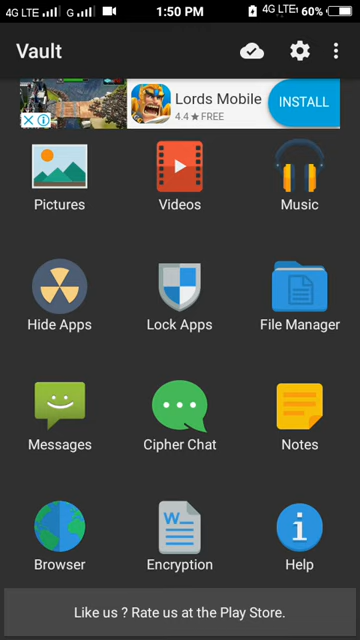 4G LTE G 1:50 PM 4G LTE 60%
Vault
Lords Mobile
4.4★FREE
INSTALL
Pictures Videos Music
Hide Apps Lock Apps File Manager
Messages Cipher Chat Notes
W
Browser Encryption Help
Like us ? Rate us at the Play Store.